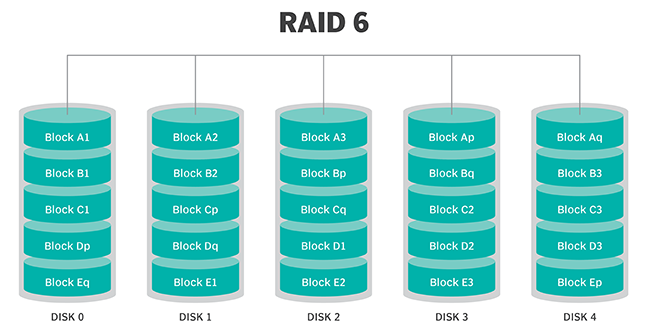 RAID 6
Block A1 Block A2 Block A3 Block Ap Block Aq
Block B1 Block B2 Block Bp Block Bq Block B3
Block C1 Block Cp Block Cq Block C2 Block C3
Block Dp Block Dq Block D1 Block D2 Block D3
Block Eq Block E1 Block E2 Block E3 Block Ep
DISK 0 DISK 1 DISK 2 DISK 3 DISK 4